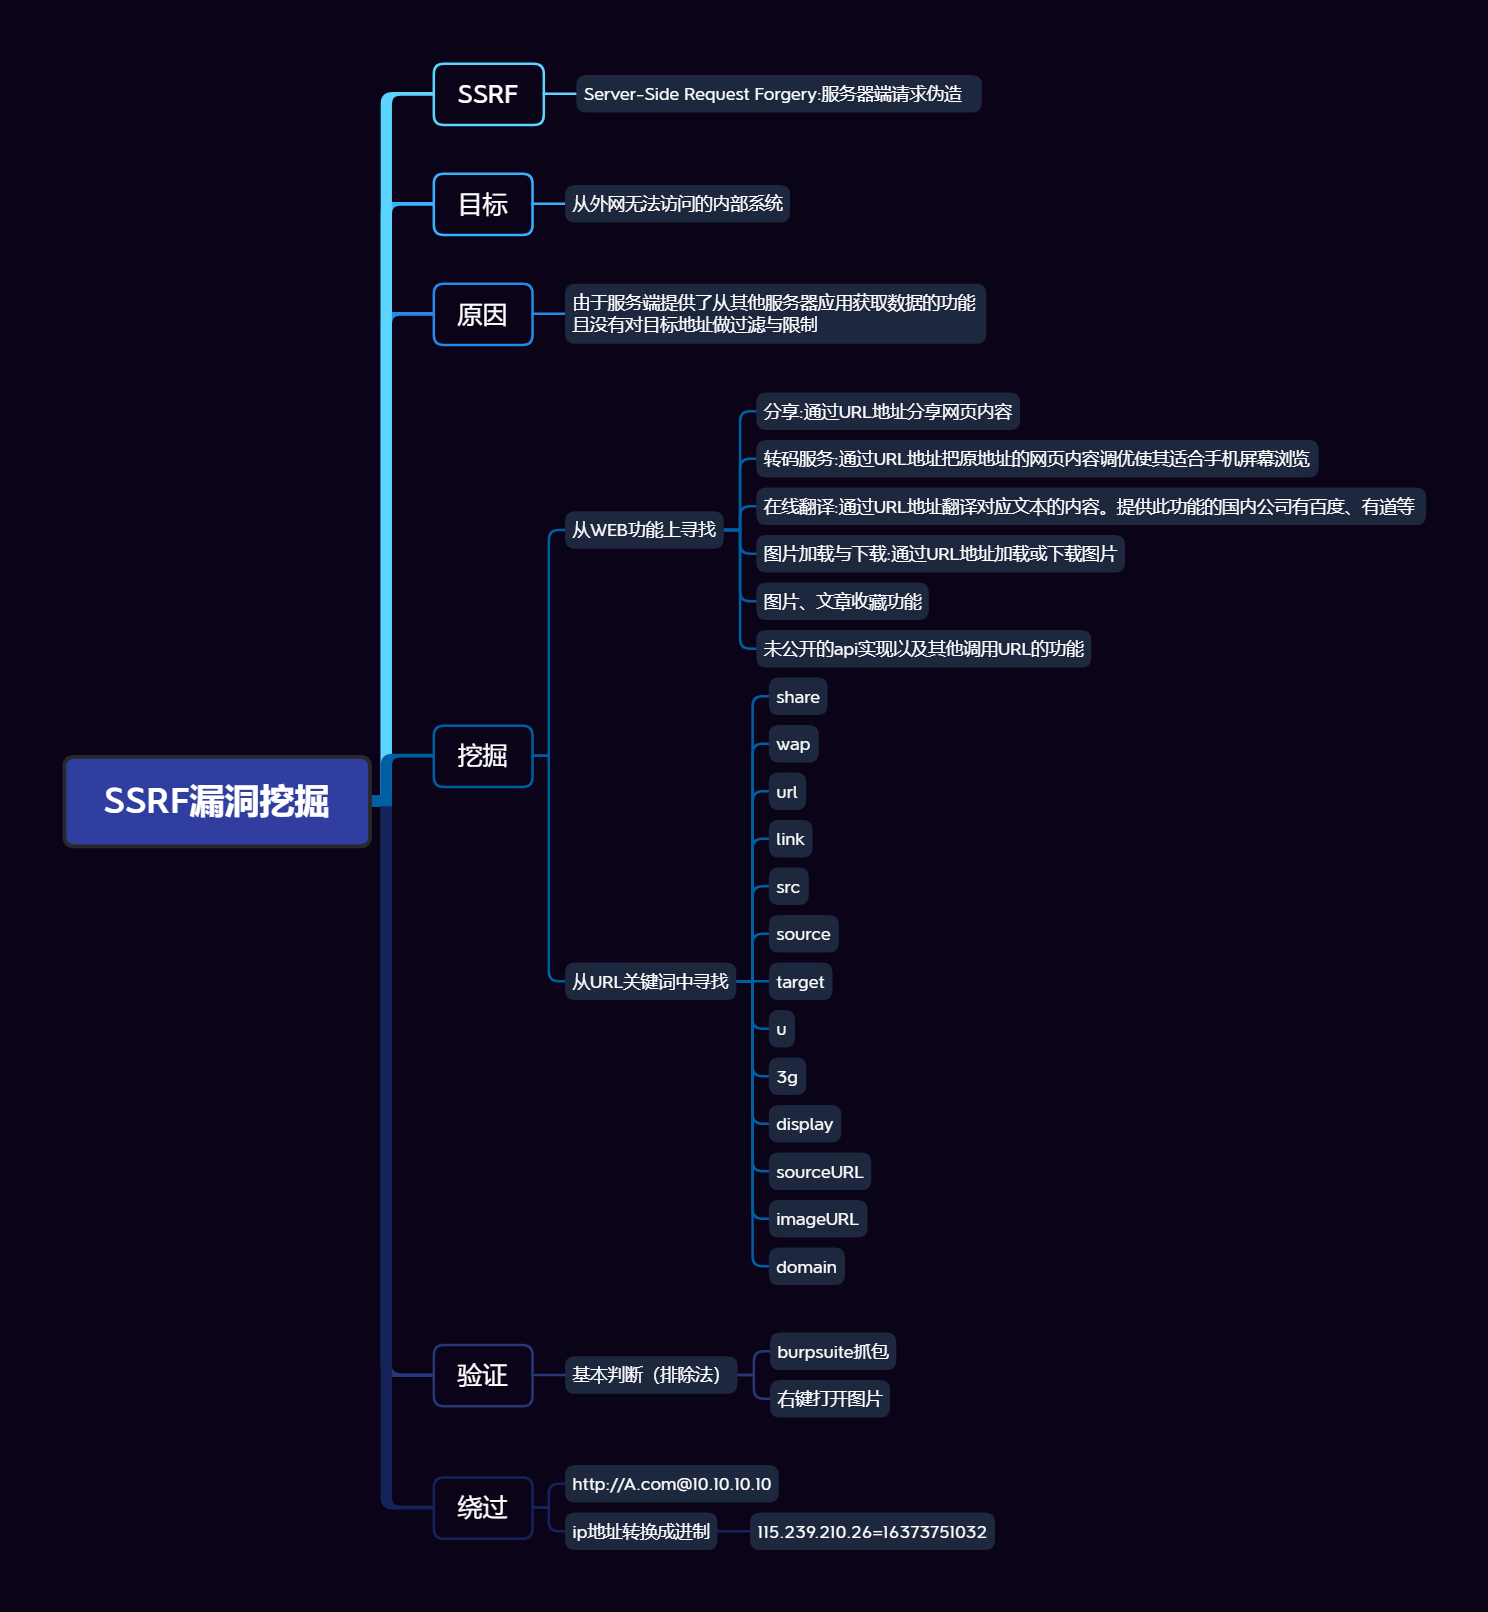 SSRF漏洞挖掘
SSRF
Server-Side Request Forgery:服务器端请求伪造
目标
从外网无法访问的内部系统
原因
由于服务端提供了从其他服务器应用获取数据的功能
且没有对目标地址做过滤与限制
挖掘
从WEB功能上寻找
分享:通过URL地址分享网页内容
转码服务:通过URL地址把原地址的网页内容调优使其适合手机屏幕浏览
在线翻译:通过URL地址翻译对应文本的内容。提供此功能的国内公司有百度、有道等
图片加载与下载:通过URL地址加载或下载图片
图片、文章收藏功能
未公开的api实现以及其他调用URL的功能
从URL关键词中寻找
share
wap
url
link
src
source
target
u
3g
display
sourceURL
imageURL
domain
验证
基本判断（排除法）
burpsuite抓包
右键打开图片
绕过
http://A.com@10.10.10.10
ip地址转换成进制
115.239.210.26=16373751032